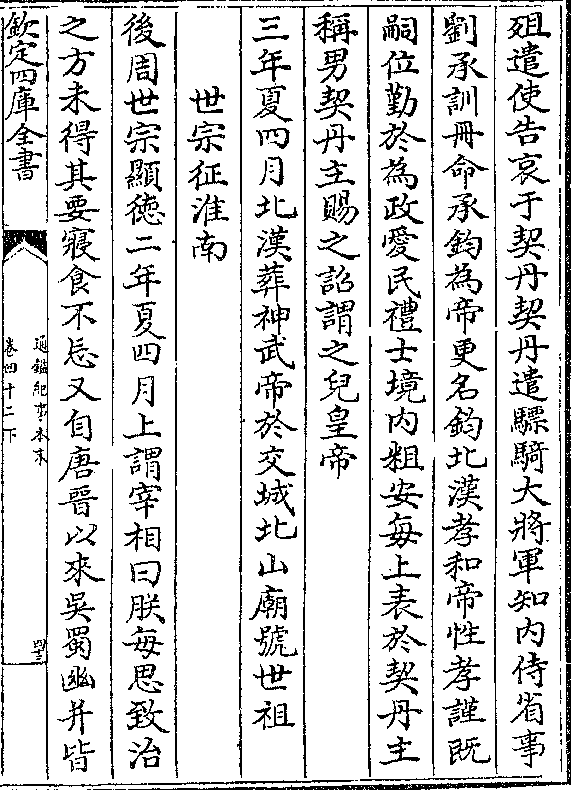 殂遣使告哀于契丹契丹遣驃騎大將軍知内侍省事
劉承訓冊命承鈞為帝更名鈞北漢孝和帝性孝謹既
嗣位勤於為政愛民禮士境内粗安毎上表於契丹主
稱男契丹主賜之詔謂之兒皇帝
三年夏四月北漢葬神武帝於交城北山廟號世祖
世宗征淮南
後周世宗顯徳二年夏四月上謂宰相曰朕毎思致治
之方未得其要寢食不忘又自唐晉以來吳蜀幽并皆
欽定四庫全書
通鑑紀事本末
卷四十二下
四三